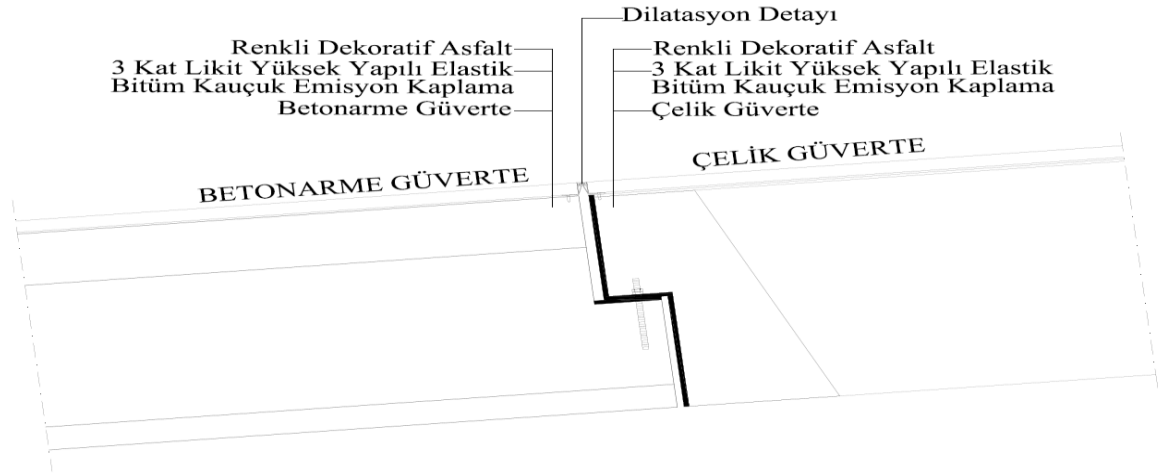 Dilatasyon Detayı
Renkli Dekoratif Asfalt
3 Kat Likit Yüksek Yapılı Elastik
Bitüm Kauçuk Emisyon Kaplama
Betonarme Güverte
Renkli Dekoratif Asfalt
3 Kat Likit Yüksek Yapılı Elastik
Bitüm Kauçuk Emisyon Kaplama
Çelik Güverte
BETONARME GÜVERTE
ÇELİK GÜVERTE